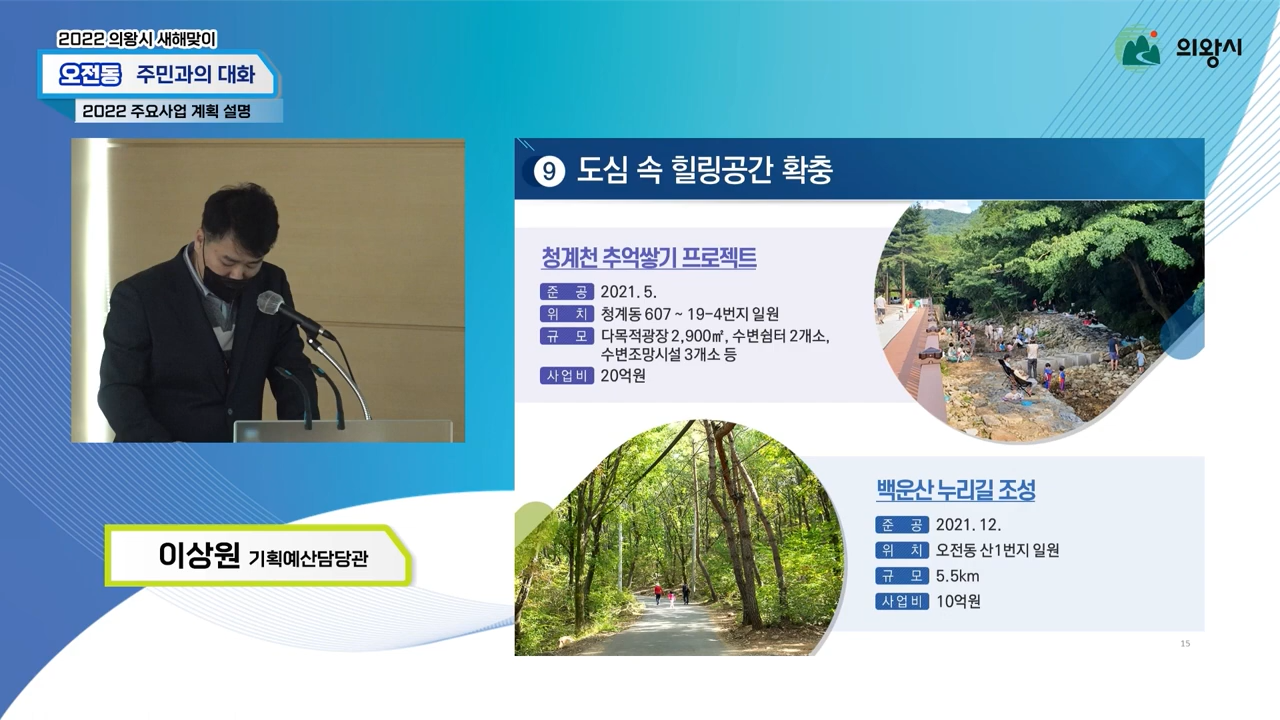 2022 의왕시 새해맞이
오전동 주민과의 대화
2022 주요사업 계획 설명
의왕시
9 도심 속 힐링공간 확충
청계천 추억쌓기 프로젝트
준 공 2021. 5.
위 치 청계동 607 ~ 19-4번지 일원
규 모 다목적광장 2,900㎡, 수변쉼터 2개소,
수변조망시설 3개소 등
사업비 20억원
백운산 누리길 조성
준 공 2021. 12.
위 치 오전동 산1번지 일원
규 모 5.5km
사업비 10억원
15
이상원 기획예산담당관